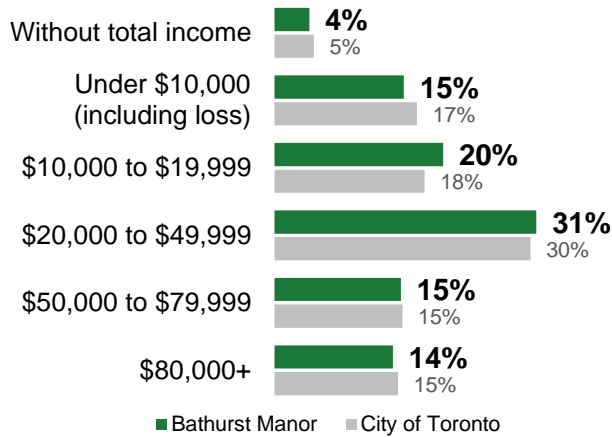 Without total income
4%
5%
Under $10,000
(including loss)
15%
17%
$10,000 to $19,999
20%
18%
$20,000 to $49,999
31%
30%
$50,000 to $79,999
15%
15%
$80,000+
14%
15%
Bathurst Manor City of Toronto